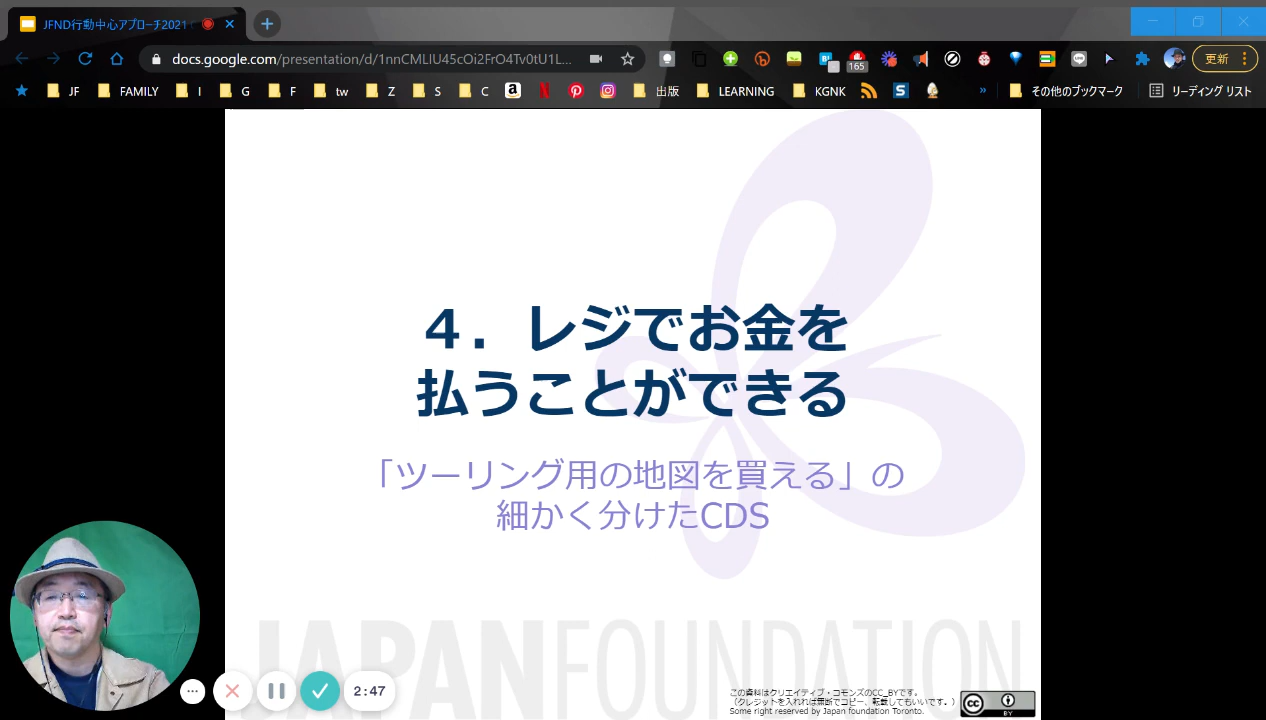 JFND行動中心アプローチ2021
docs.google.com/presentation/d/1nnCMLIU45cOi2FrO4Tv0tU1L...
165
更新
JF
FAMILY
I
G
F
tw
Z
S
C
a
N
出版
LEARNING
KGNK
S
»
その他のブックマーク
リーディング リスト
４．レジでお金を
払うことができる
「ツーリング用の地図を買える」の
細かく分けたCDS
JAPANFOUNDATION
2:47
この資料はクリエイティブ・コモンズのCC_BYです。
（クレジットを入れれば無断でコピー、転載してもいいです。）
Some right reserved by Japan foundation Toronto.
cc
BY